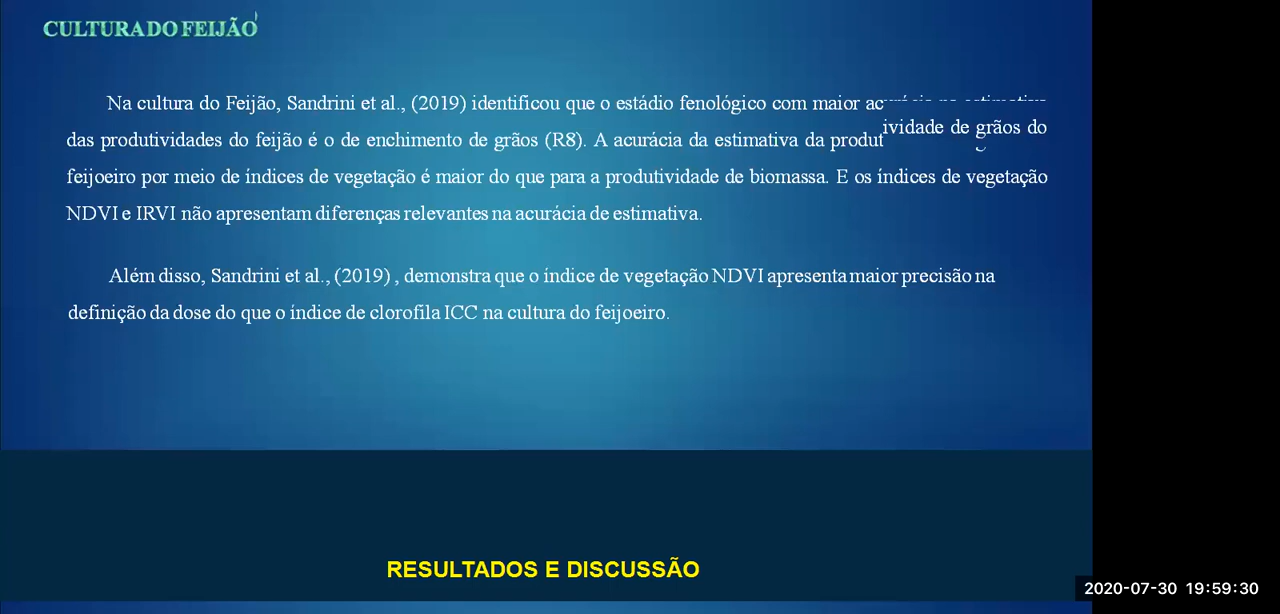 CULTURA DO FEIJÃO
Na cultura do Feijão, Sandrini et al., (2019) identificou que o estádio fenológico com maior
das produtividades do feijão é o de enchimento de grãos (R8). A acurácia da estimativa da produtividade de grãos do
feijoeiro por meio de índices de vegetação é maior do que para a produtividade de biomassa. E os índices de vegetação
NDVI e IRVI não apresentam diferenças relevantes na acurácia de estimativa.
Além disso, Sandrini et al., (2019) , demonstra que o índice de vegetação NDVI apresenta maior precisão na
definição da dose do que o índice de clorofila ICC na cultura do feijoeiro.
RESULTADOS E DISCUSSÃO
2020-07-30 19:59:30